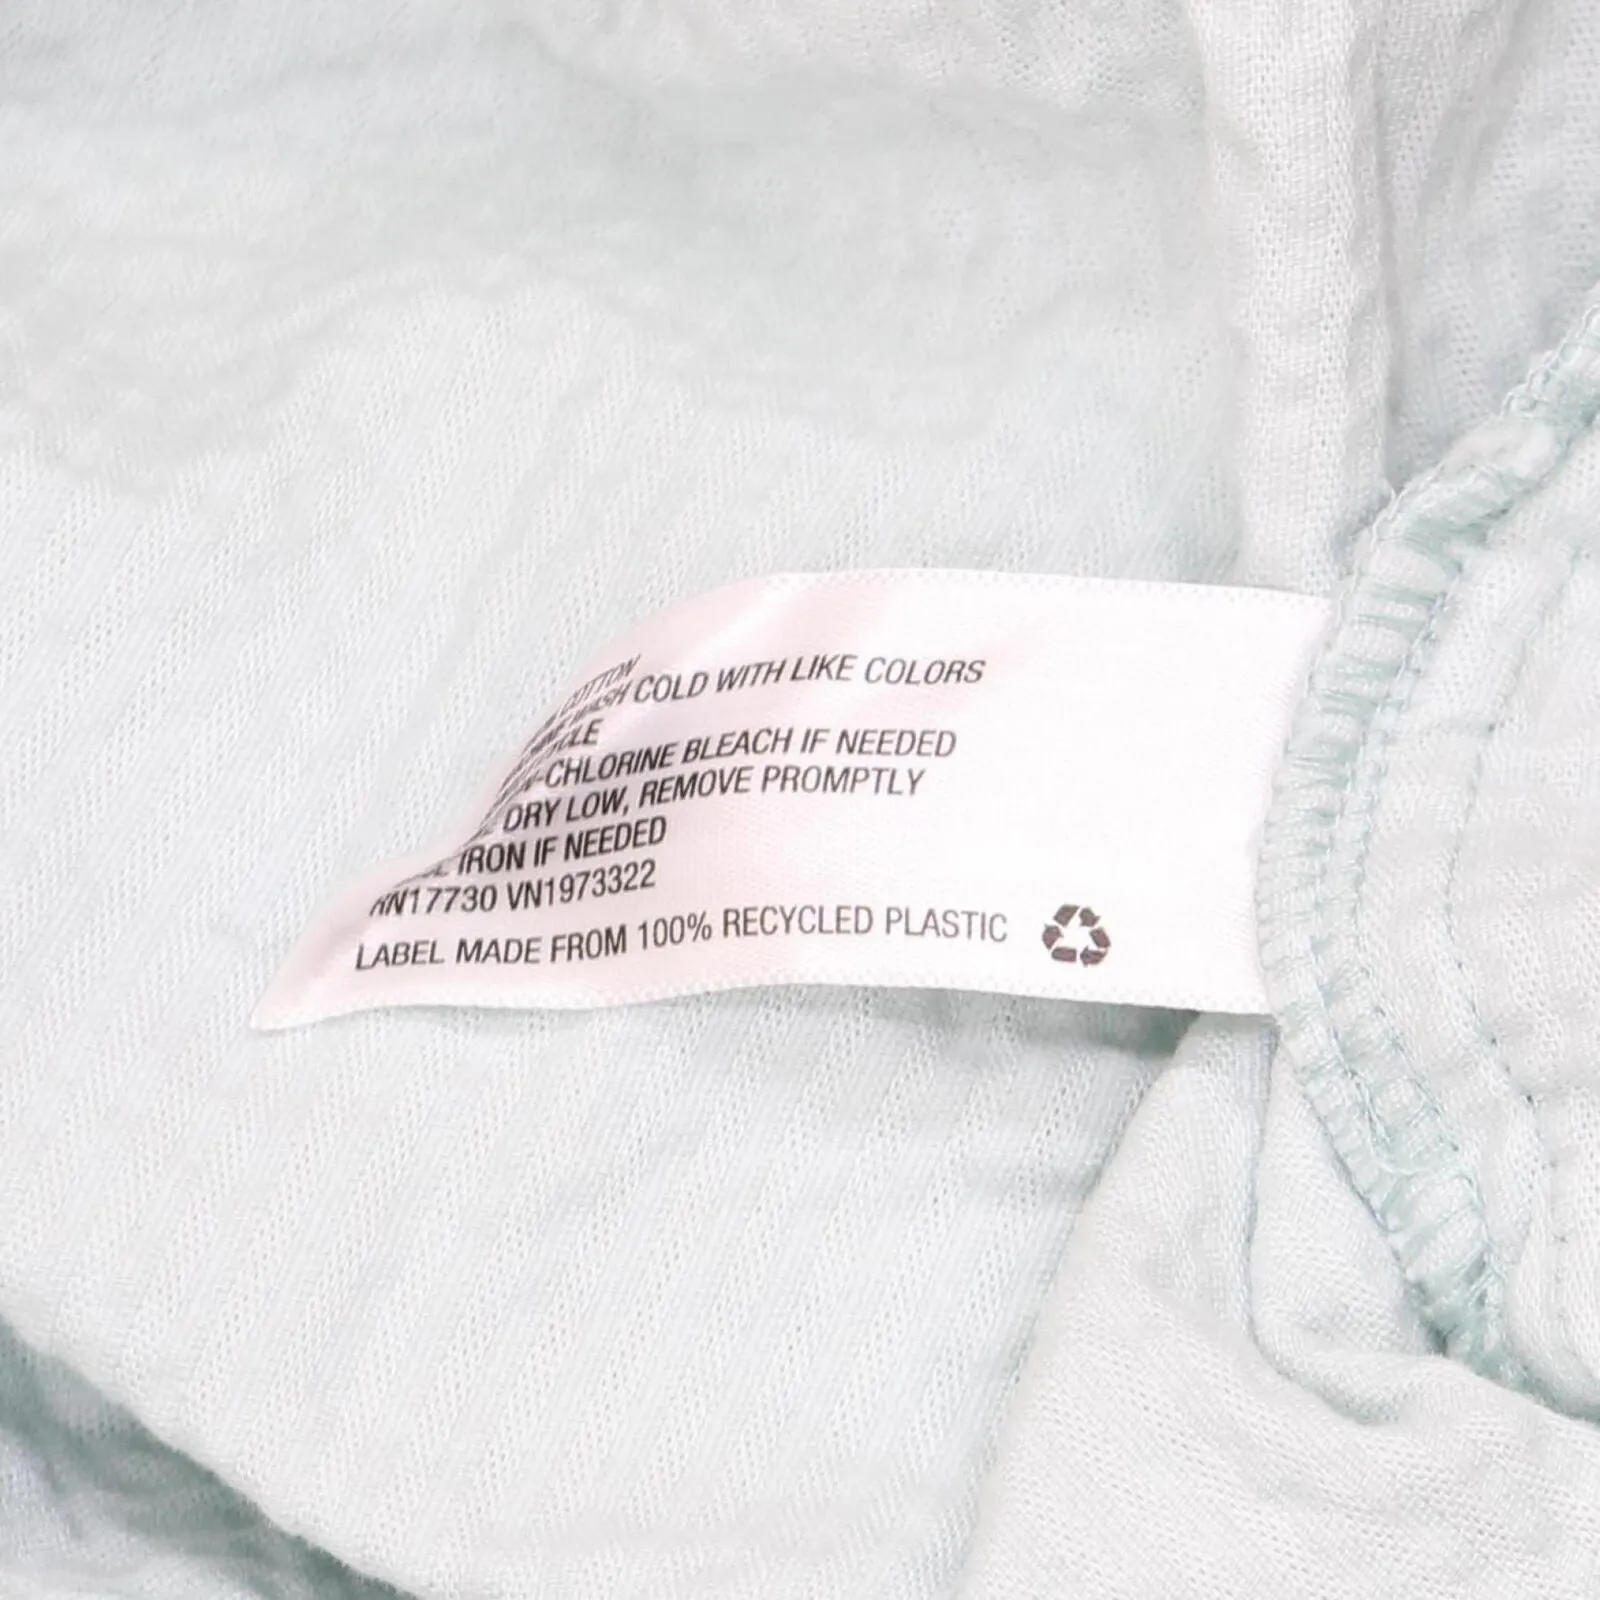 COTTON
WASH COLD WITH LIKE COLORS
-CHLORINE BLEACH IF NEEDED
DRY LOW, REMOVE PROMPTLY
IRON IF NEEDED
RN17730 VN1973322
LABEL MADE FROM 100% RECYCLED PLASTIC